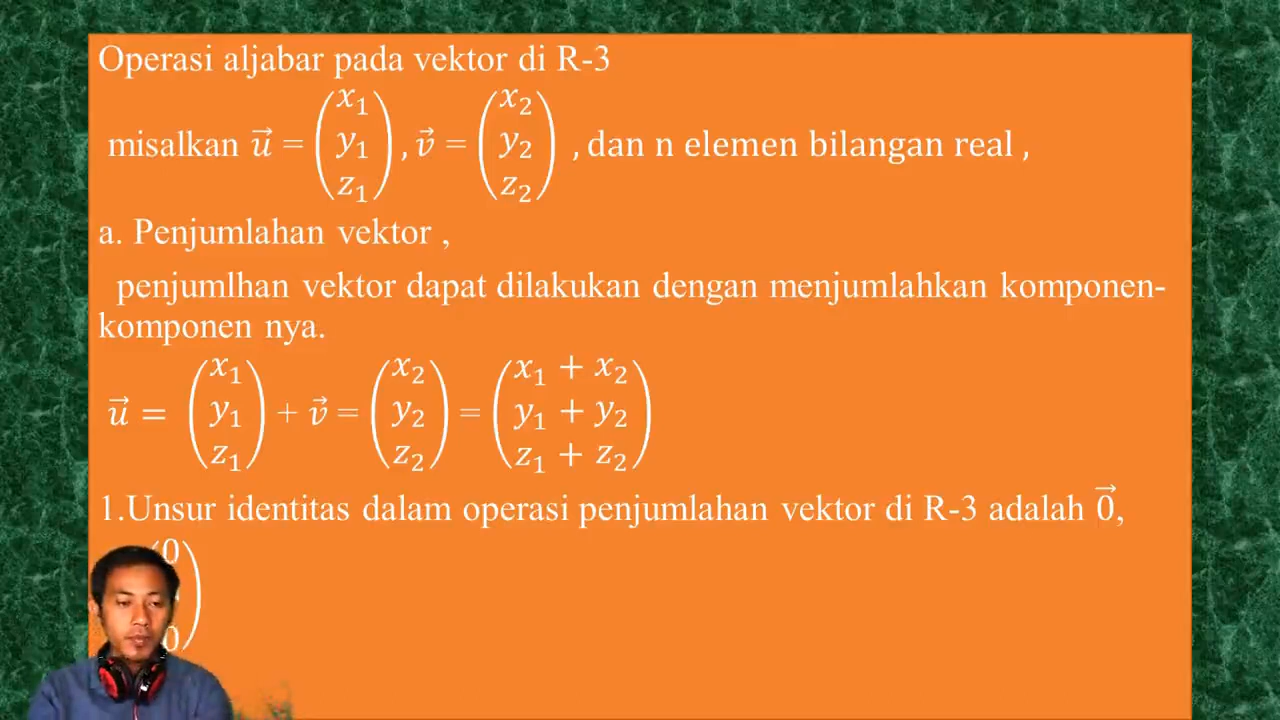 Operasi aljabar pada vektor di R-3
misalkan u⃗ = (x₁ y₁ z₁), v⃗ = (x₂ y₂ z₂) , dan n elemen bilangan real ,
a. Penjumlahan vektor ,
penjumlhan vektor dapat dilakukan dengan menjumlahkan komponen-
komponen nya.
u⃗ = (x₁ y₁ z₁) + v⃗ = (x₂ y₂ z₂) = (x₁ + x₂ y₁ + y₂ z₁ + z₂)
1.Unsur identitas dalam operasi penjumlahan vektor di R-3 adalah 0⃗,
(0
0)